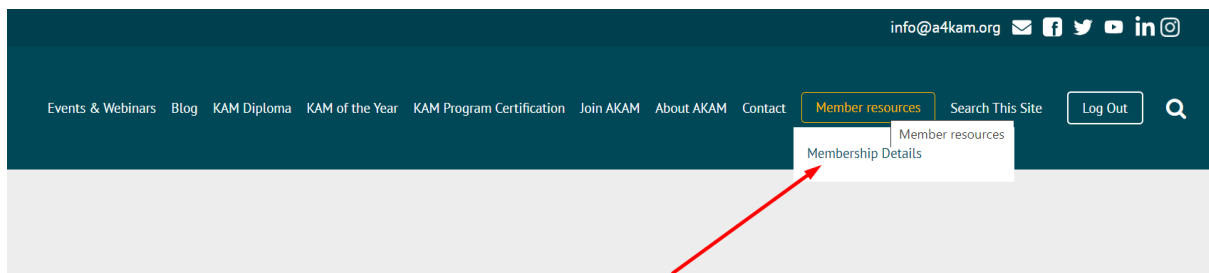 info@a4kam.org
Events & Webinars Blog KAM Diploma KAM of the Year KAM Program Certification Join AKAM About AKAM Contact Member resources Search This Site Log Out
Member resources
Membership Details